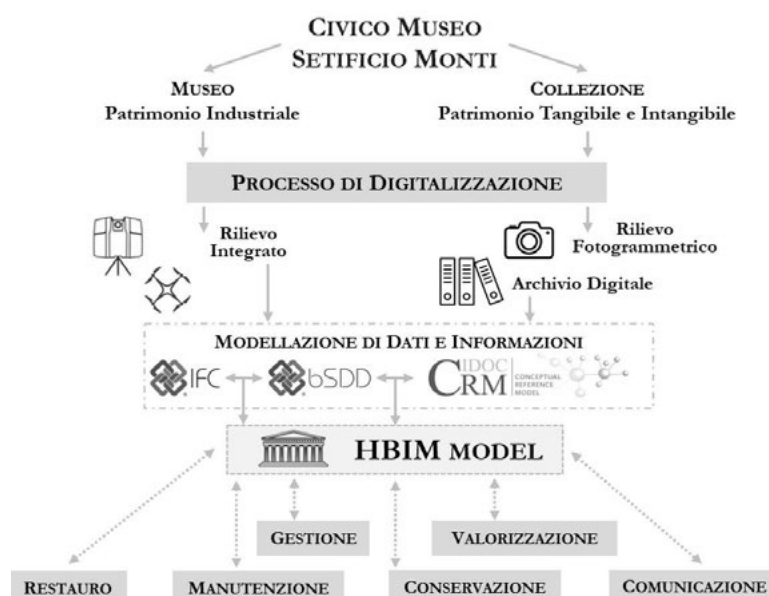 CIVICO MUSEO
SETIFICIO MONTI
MUSEO
Patrimonio Industriale
COLLEZIONE
Patrimonio Tangibile e Intangibile
PROCESSO DI DIGITALIZZAZIONE
Rilievo
Integrato
Rilievo
Fotogrammetrico
Archivio Digitale
MODELLAZIONE DI DATI E INFORMAZIONI
IFC
bSDD
CIDOC
CRM
CONCEPTUAL
REFERENCE
MODEL
HBIM MODEL
GESTIONE
VALORIZZAZIONE
RESTAURO
MANUTENZIONE
CONSERVAZIONE
COMUNICAZIONE